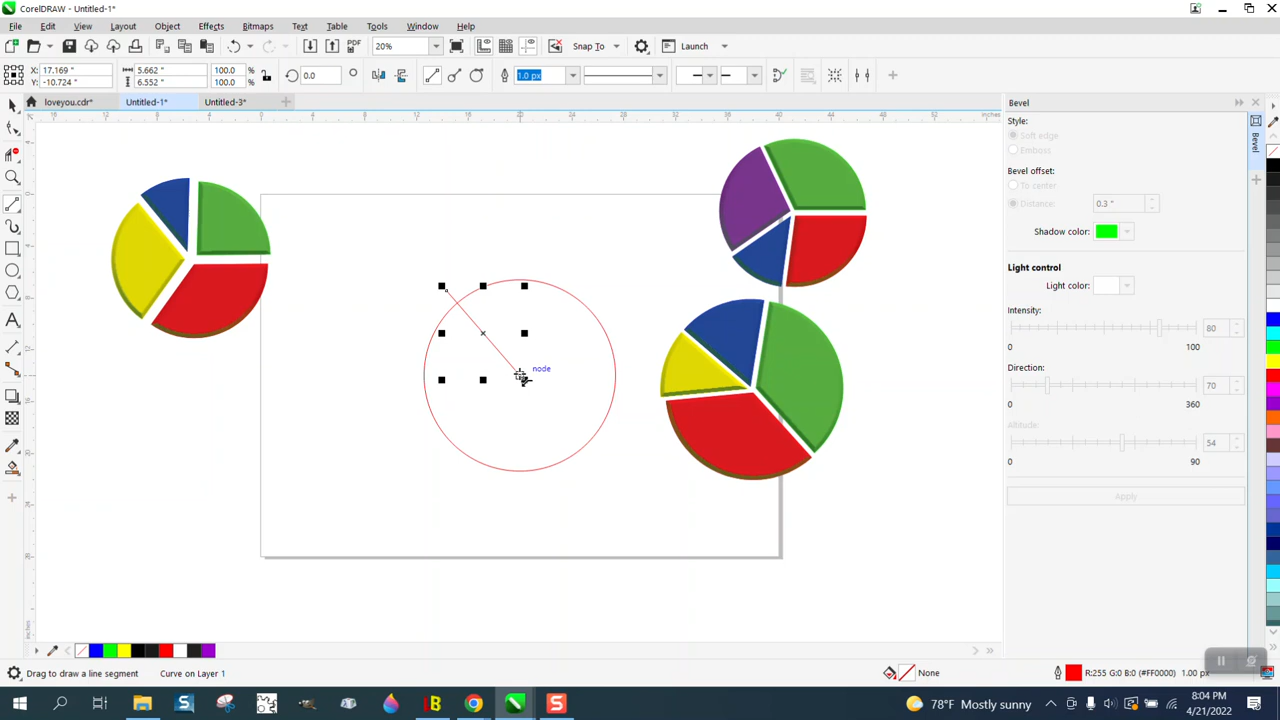 CorelDRAW - Untitled-1*
File Edit View Layout Object Effects Bitmaps Text Table Tools Window Help
PDF 20% Snap To Launch
X: 17.169 " 5.662 " 100.0 % 0.0 ° 1.0 px
Y: -10.724 " 6.552 " 100.0 %
loveyou.cdr* Untitled-1* Untitled-3*
inches
node
Bevel
Style:
Soft edge
Emboss
Bevel offset:
To center
Distance: 0.3 "
Shadow color:
Light control
Light color:
Intensity:
80
0 100
Direction:
70
0 360
Altitude:
54
0 90
Apply
Bevel
Drag to draw a line segment Curve on Layer 1 None R:255 G:0 B:0 (#FF0000) 1.00 px
78°F Mostly sunny 8:04 PM
4/21/2022